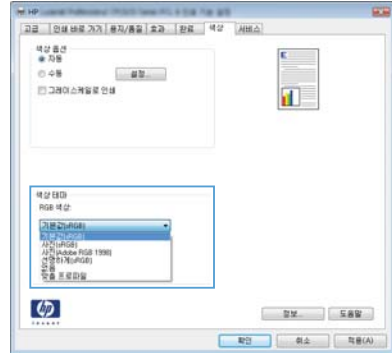 HP
고급 인쇄 바로 가기 용지/품질 효과 완료 색상 서비스
색상 옵션
자동
수동
설정...
그레이스케일로 인쇄
E
색상 테마
RGB 색상:
기본값(sRGB)
기본값(sRGB)
사진(sRGB)
사진(Adobe RGB 1998)
선명하게(sRGB)
없음
맞춤 프로파일
hp
정보...
도움말
확인
취소
적용(A)